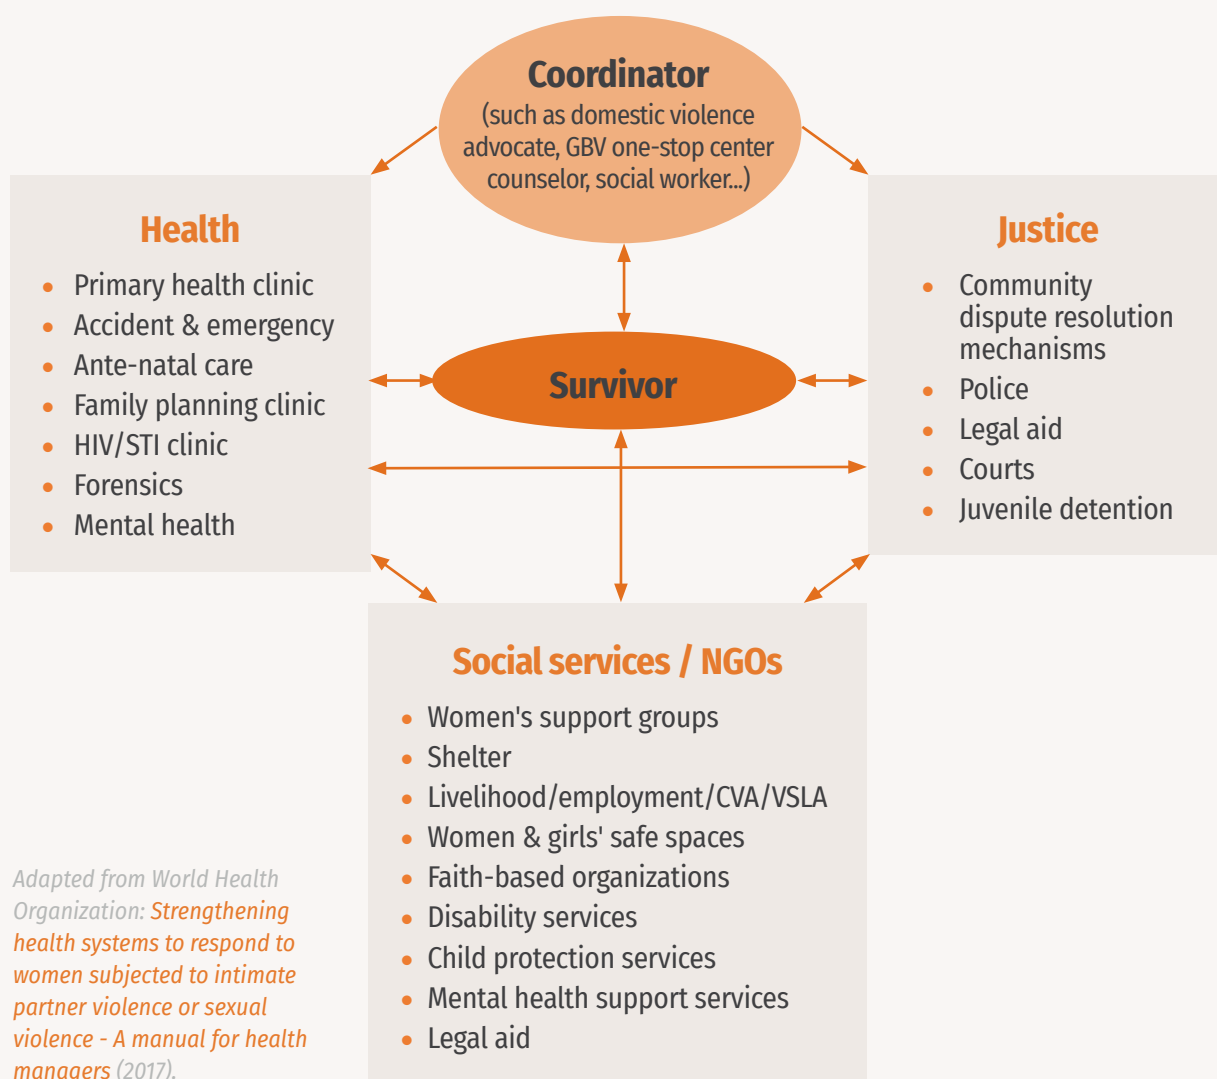 Coordinator
(such as domestic violence
advocate, GBV one-stop center
counselor, social worker...)
Health
• Primary health clinic
• Accident & emergency
• Ante-natal care
• Family planning clinic
• HIV/STI clinic
• Forensics
• Mental health
Survivor
Justice
• Community
dispute resolution
mechanisms
• Police
• Legal aid
• Courts
• Juvenile detention
Social services / NGOs
• Women's support groups
• Shelter
• Livelihood/employment/CVA/VSLA
• Women & girls' safe spaces
• Faith-based organizations
• Disability services
• Child protection services
• Mental health support services
• Legal aid
Adapted from World Health
Organization: Strengthening
health systems to respond to
women subjected to intimate
partner violence or sexual
violence - A manual for health
managers (2017).